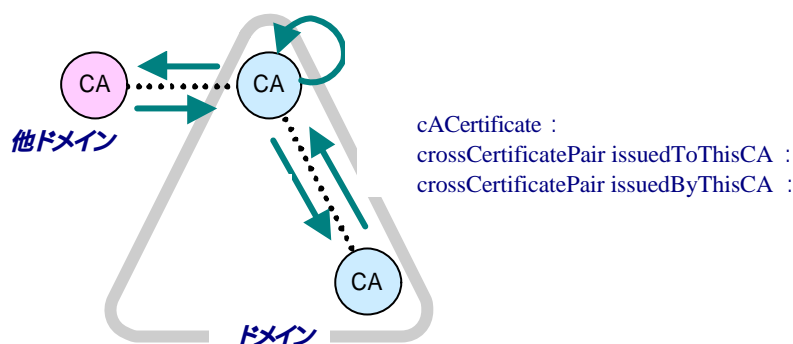 CA
CA
他ドメイン
cACertificate：
crossCertificatePair issuedToThisCA：
crossCertificatePair issuedByThisCA：
CA
ドメイン